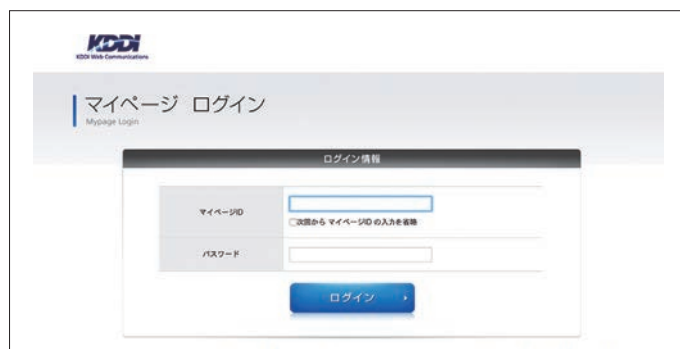 KDDI
KDDI Web Communications
マイページ ログイン
Mypage Login
ログイン情報
マイページID
次回から マイページID の入力を省略
パスワード
ログイン